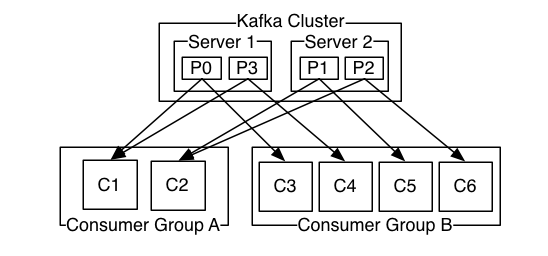 Kafka Cluster
Server 1 Server 2
P0 P3 P1 P2
C1 C2 C3 C4 C5 C6
Consumer Group A Consumer Group B